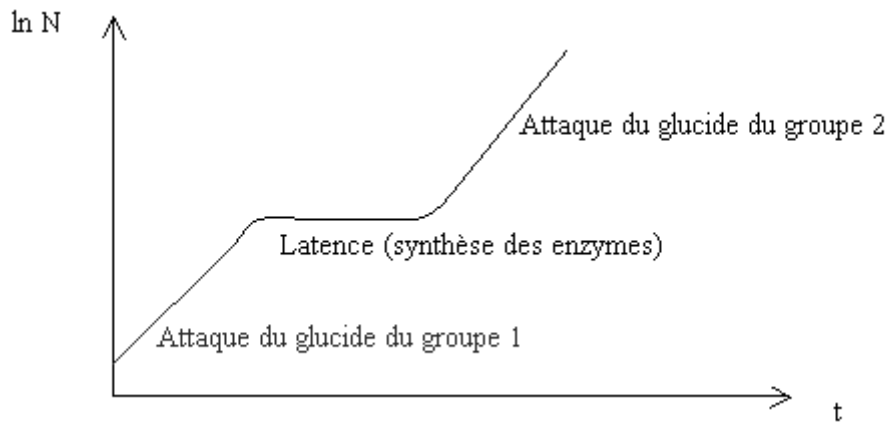 ln N
Attaque du glucide du groupe 2
Latence (synthèse des enzymes)
Attaque du glucide du groupe 1
t